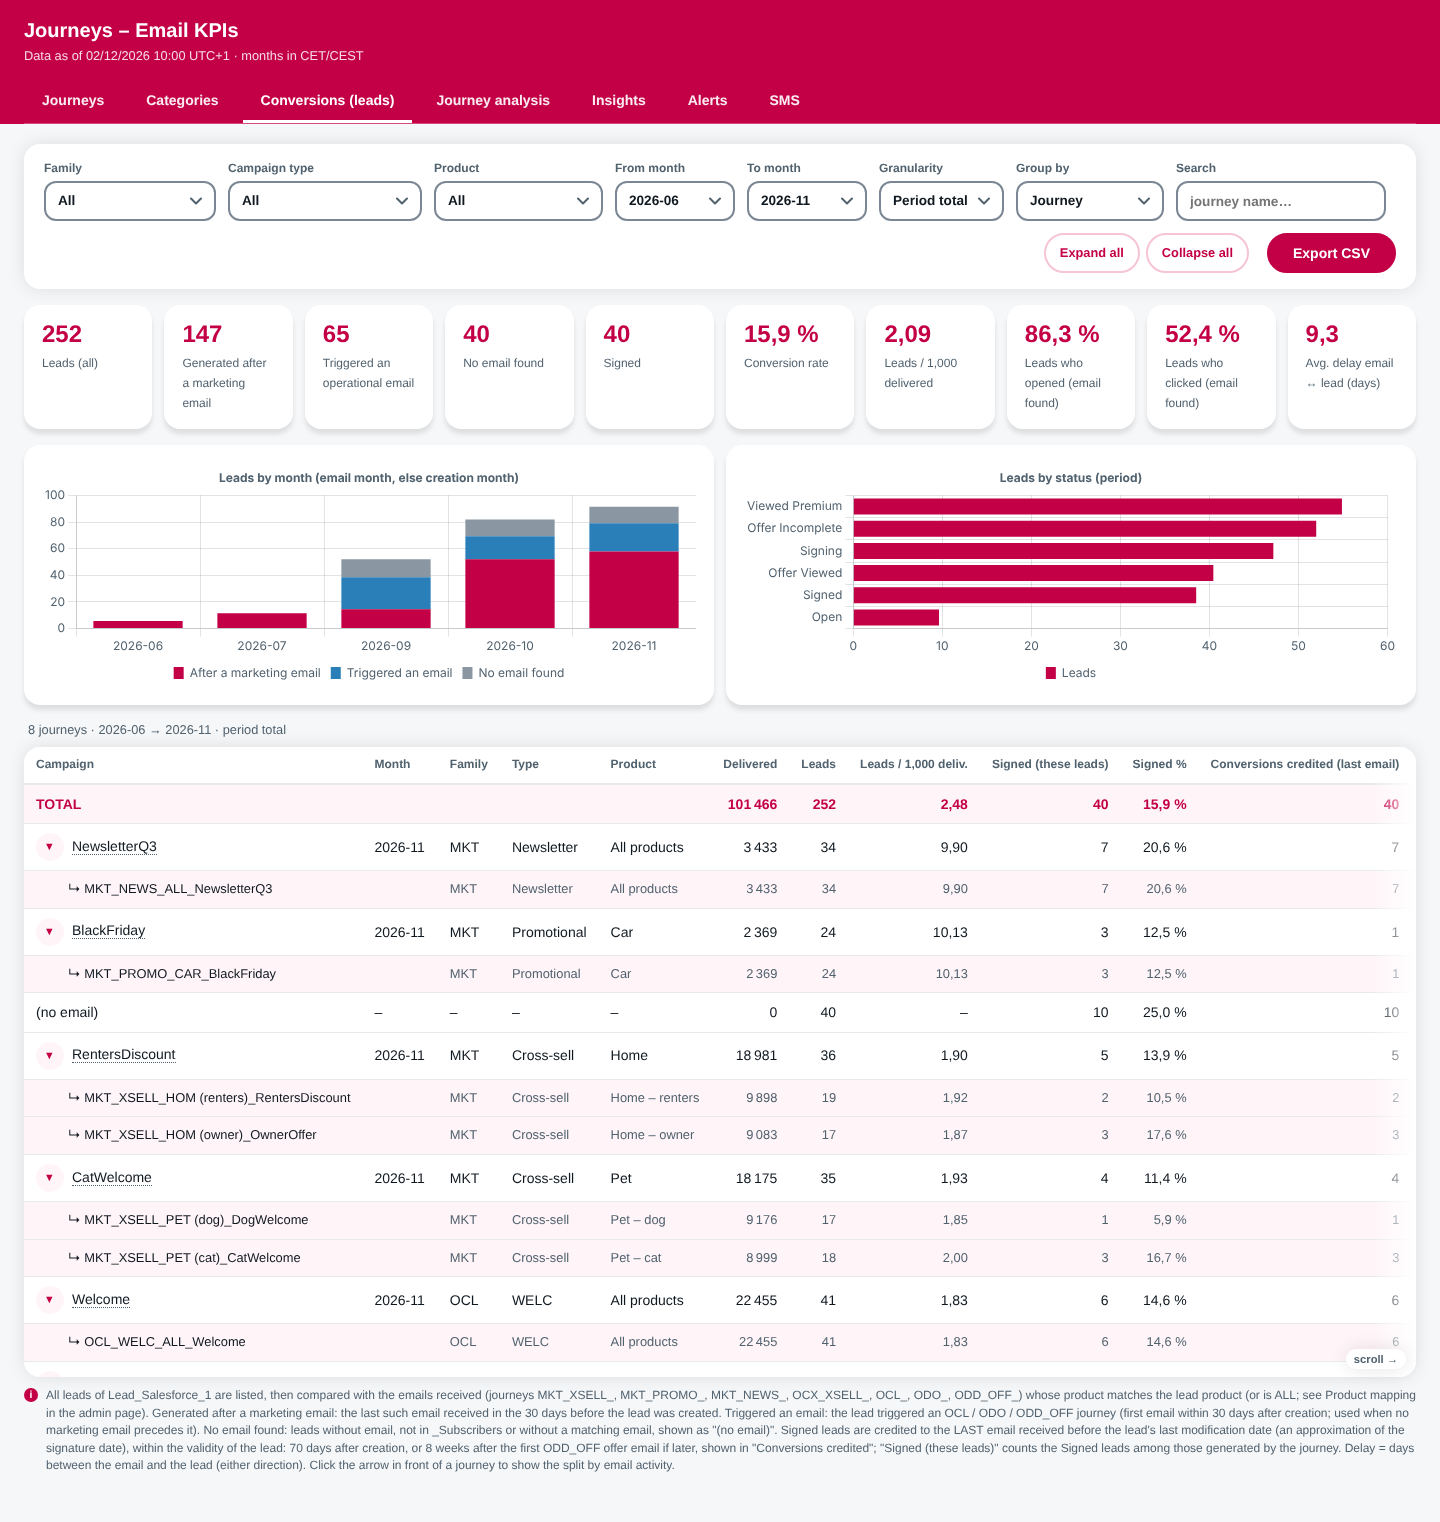 Journeys – Email KPIs
Data as of 02/12/2026 10:00 UTC+1 · months in CET/CEST
Journeys Categories Conversions (leads) Journey analysis Insights Alerts SMS
Family Campaign type Product From month To month Granularity Group by Search
All All All 2026-06 2026-11 Period total Journey journey name…
Expand all Collapse all Export CSV
252 147 65 40 40 15,9 % 2,09 86,3 % 52,4 % 9,3
Leads (all) Generated after Triggered an No email found Signed Conversion rate Leads / 1,000 Leads who Leads who Avg. delay email
a marketing operational email delivered opened (email clicked (email ↔ lead (days)
email found) found)
Leads by month (email month, else creation month)
100
80
60
40
20
0
2026-06 2026-07 2026-09 2026-10 2026-11
After a marketing email Triggered an email No email found
Leads by status (period)
Viewed Premium
Offer Incomplete
Signing
Offer Viewed
Signed
Open
0 10 20 30 40 50 60
Leads
8 journeys · 2026-06 → 2026-11 · period total
Campaign Month Family Type Product Delivered Leads Leads / 1,000 deliv. Signed (these leads) Signed % Conversions credited (last email)
TOTAL 101 466 252 2,48 40 15,9 % 40
▼ NewsletterQ3 2026-11 MKT Newsletter All products 3 433 34 9,90 7 20,6 % 7
↳ MKT_NEWS_ALL_NewsletterQ3 MKT Newsletter All products 3 433 34 9,90 7 20,6 % 7
▼ BlackFriday 2026-11 MKT Promotional Car 2 369 24 10,13 3 12,5 % 1
↳ MKT_PROMO_CAR_BlackFriday MKT Promotional Car 2 369 24 10,13 3 12,5 % 1
(no email) – – – – 0 40 – 10 25,0 % 10
▼ RentersDiscount 2026-11 MKT Cross-sell Home 18 981 36 1,90 5 13,9 % 5
↳ MKT_XSELL_HOM (renters)_RentersDiscount MKT Cross-sell Home – renters 9 898 19 1,92 2 10,5 % 2
↳ MKT_XSELL_HOM (owner)_OwnerOffer MKT Cross-sell Home – owner 9 083 17 1,87 3 17,6 % 3
▼ CatWelcome 2026-11 MKT Cross-sell Pet 18 175 35 1,93 4 11,4 % 4
↳ MKT_XSELL_PET (dog)_DogWelcome MKT Cross-sell Pet – dog 9 176 17 1,85 1 5,9 % 1
↳ MKT_XSELL_PET (cat)_CatWelcome MKT Cross-sell Pet – cat 8 999 18 2,00 3 16,7 % 3
▼ Welcome 2026-11 OCL WELC All products 22 455 41 1,83 6 14,6 % 6
↳ OCL_WELC_ALL_Welcome OCL WELC All products 22 455 41 1,83 6 14,6 % 6
scroll →
i All leads of Lead_Salesforce_1 are listed, then compared with the emails received (journeys MKT_XSELL_, MKT_PROMO_, MKT_NEWS_, OCX_XSELL_, OCL_, ODO_, ODD_OFF_) whose product matches the lead product (or is ALL; see Product mapping
in the admin page). Generated after a marketing email: the last such email received in the 30 days before the lead was created. Triggered an email: the lead triggered an OCL / ODO / ODD_OFF journey (first email within 30 days after creation; used when no
marketing email precedes it). No email found: leads without email, not in _Subscribers or without a matching email, shown as "(no email)". Signed leads are credited to the LAST email received before the lead's last modification date (an approximation of the
signature date), within the validity of the lead: 70 days after creation, or 8 weeks after the first ODD_OFF offer email if later, shown in "Conversions credited"; "Signed (these leads)" counts the Signed leads among those generated by the journey. Delay = days
between the email and the lead (either direction). Click the arrow in front of a journey to show the split by email activity.